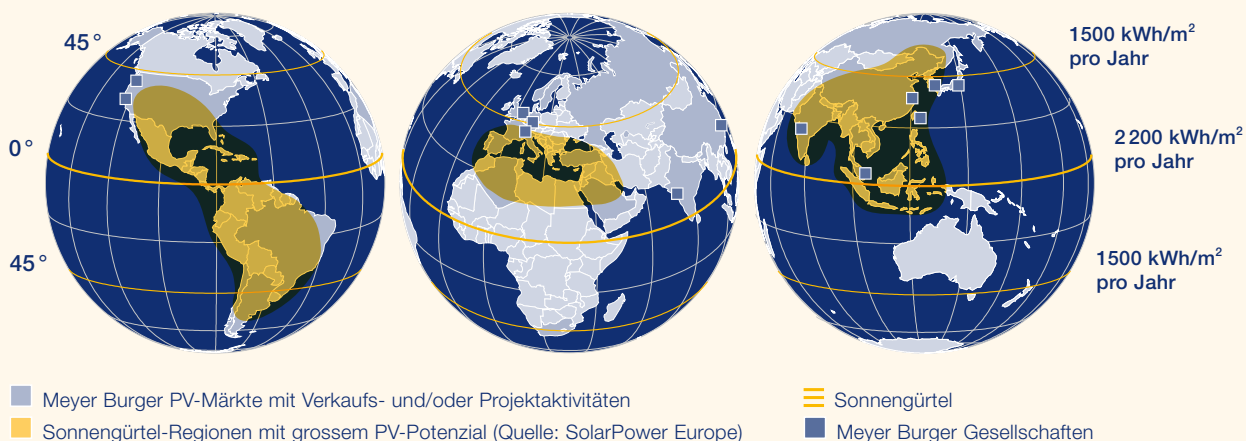 45°
0°
45°
1500 kWh/m²
pro Jahr
2 200 kWh/m²
pro Jahr
1500 kWh/m²
pro Jahr
Meyer Burger PV-Märkte mit Verkaufs- und/oder Projektaktivitäten
Sonnengürtel-Regionen mit grossem PV-Potenzial (Quelle: SolarPower Europe)
Sonnengürtel
Meyer Burger Gesellschaften